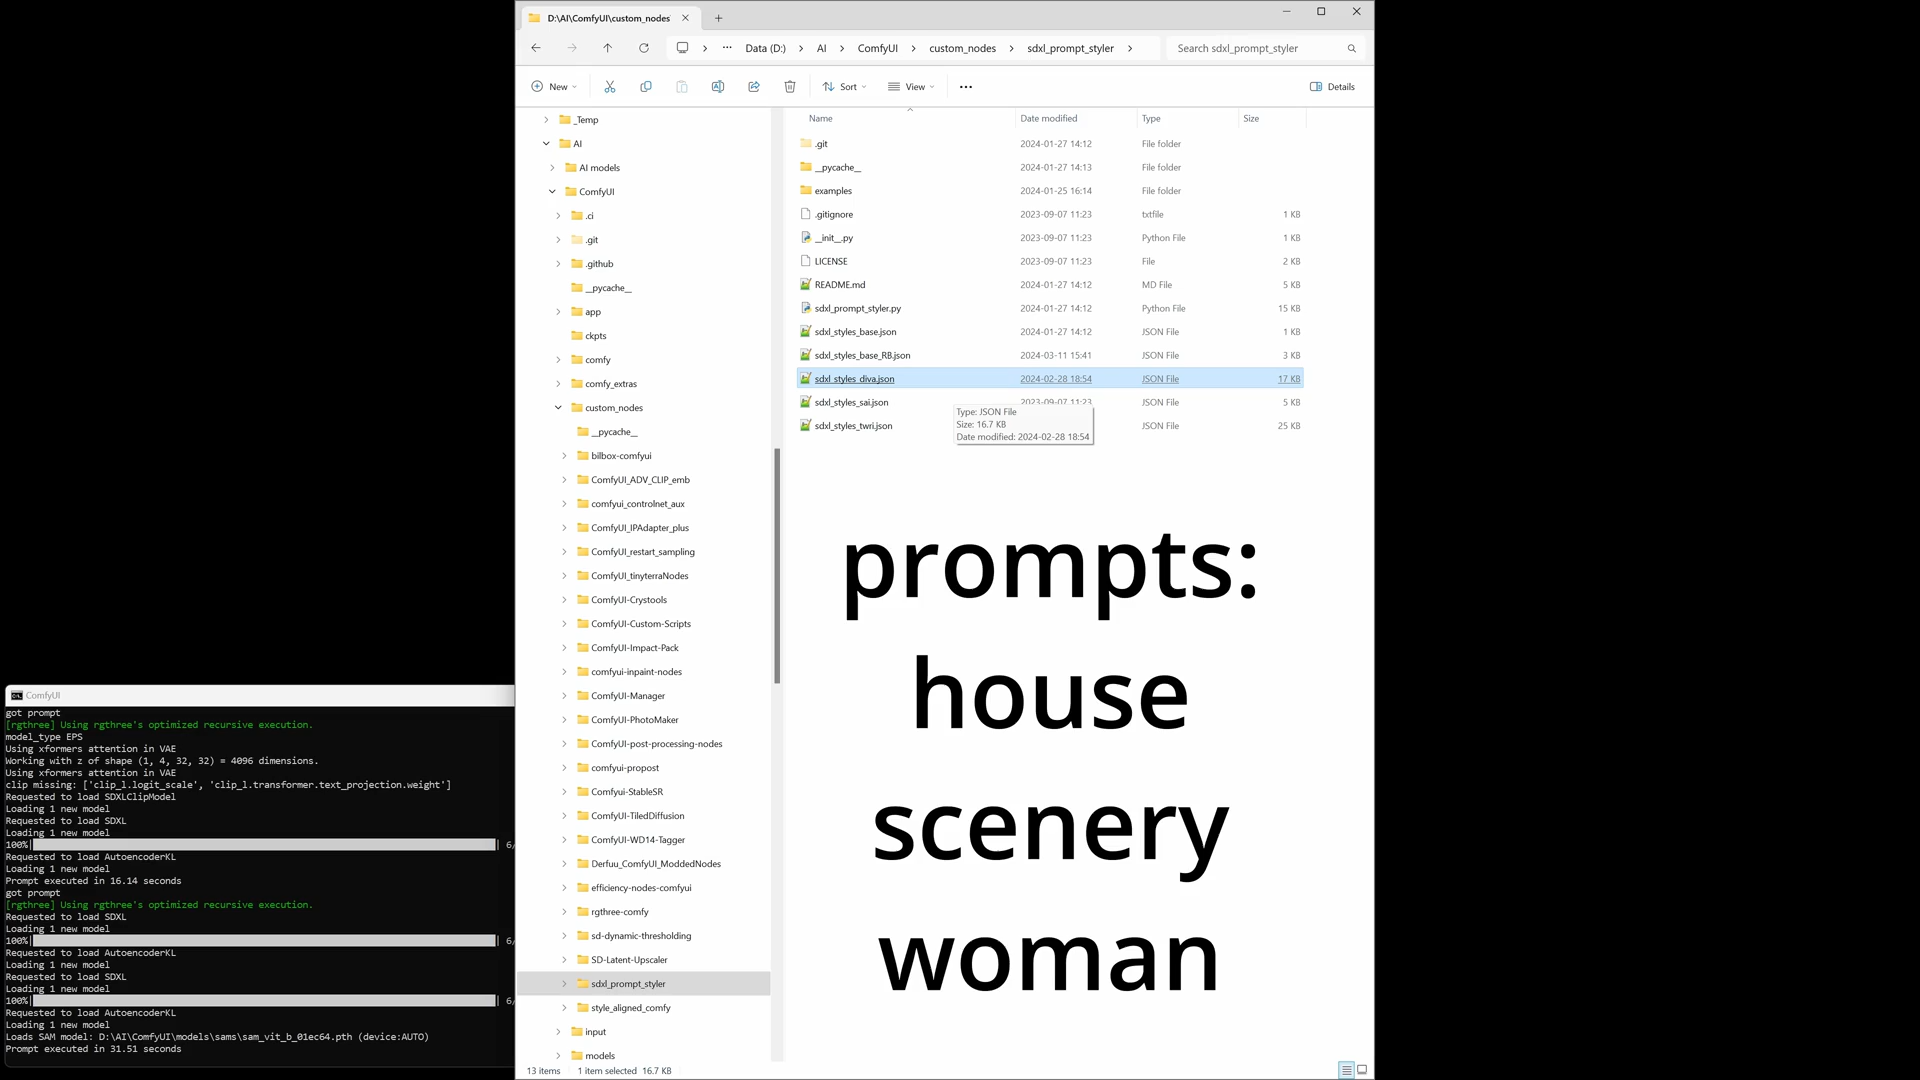 D:\AI\ComfyUI\custom_nodes
Data (D:) AI ComfyUI custom_nodes sdxl_prompt_styler
Search sdxl_prompt_styler
New Sort View Details
_Temp
AI
AI models
ComfyUI
.ci
.git
.github
__pycache__
app
ckpts
comfy
comfy_extras
custom_nodes
__pycache__
bilbox-comfyui
ComfyUI_ADV_CLIP_emb
comfyui_controlnet_aux
ComfyUI_IPAdapter_plus
ComfyUI_restart_sampling
ComfyUI_tinyterraNodes
ComfyUI-Crystools
ComfyUI-Custom-Scripts
ComfyUI-Impact-Pack
comfyui-inpaint-nodes
ComfyUI-Manager
ComfyUI-PhotoMaker
ComfyUI-post-processing-nodes
comfyui-propost
Comfyui-StableSR
ComfyUI-TiledDiffusion
ComfyUI-WD14-Tagger
Derfuu_ComfyUI_ModdedNodes
efficiency-nodes-comfyui
rgthree-comfy
sd-dynamic-thresholding
SD-Latent-Upscaler
sdxl_prompt_styler
style_aligned_comfy
input
models
Name Date modified Type Size
.git 2024-01-27 14:12 File folder
__pycache__ 2024-01-27 14:13 File folder
examples 2024-01-25 16:14 File folder
.gitignore 2023-09-07 11:23 txtfile 1 KB
__init__.py 2023-09-07 11:23 Python File 1 KB
LICENSE 2023-09-07 11:23 File 2 KB
README.md 2024-01-27 14:12 MD File 5 KB
sdxl_prompt_styler.py 2024-01-27 14:12 Python File 15 KB
sdxl_styles_base.json 2024-01-27 14:12 JSON File 1 KB
sdxl_styles_base_RB.json 2024-03-11 15:41 JSON File 3 KB
sdxl_styles_diva.json 2024-02-28 18:54 JSON File 17 KB
sdxl_styles_sai.json 2023-09-07 11:23 JSON File 5 KB
sdxl_styles_twri.json JSON File 25 KB
Type: JSON File
Size: 16.7 KB
Date modified: 2024-02-28 18:54
prompts:
house
scenery
woman
13 items 1 item selected 16.7 KB
ComfyUI
got prompt
[rgthree] Using rgthree's optimized recursive execution.
model_type EPS
Using xformers attention in VAE
Working with z of shape (1, 4, 32, 32) = 4096 dimensions.
Using xformers attention in VAE
clip missing: ['clip_l.logit_scale', 'clip_l.transformer.text_projection.weight']
Requested to load SDXLClipModel
Loading 1 new model
Requested to load SDXL
Loading 1 new model
100%| | 6/
Requested to load AutoencoderKL
Loading 1 new model
Prompt executed in 16.14 seconds
got prompt
[rgthree] Using rgthree's optimized recursive execution.
Requested to load SDXL
Loading 1 new model
100%| | 6/
Requested to load AutoencoderKL
Loading 1 new model
Requested to load SDXL
Loading 1 new model
100%| | 6/
Requested to load AutoencoderKL
Loading 1 new model
Loads SAM model: D:\AI\ComfyUI\models\sams\sam_vit_b_01ec64.pth (device:AUTO)
Prompt executed in 31.51 seconds